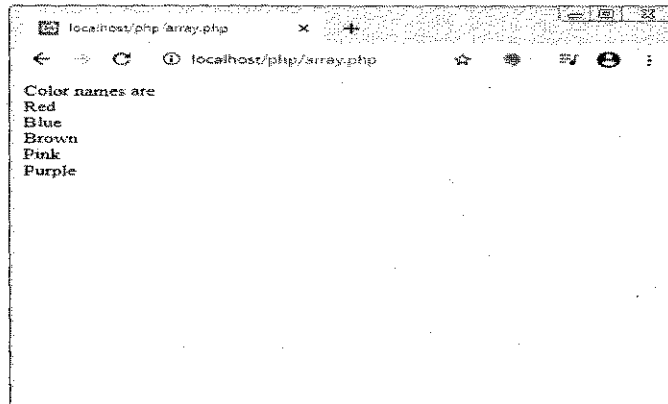 localhost/php/array.php
localhost/php/array.php
Color names are
Red
Blue
Brown
Pink
Purple